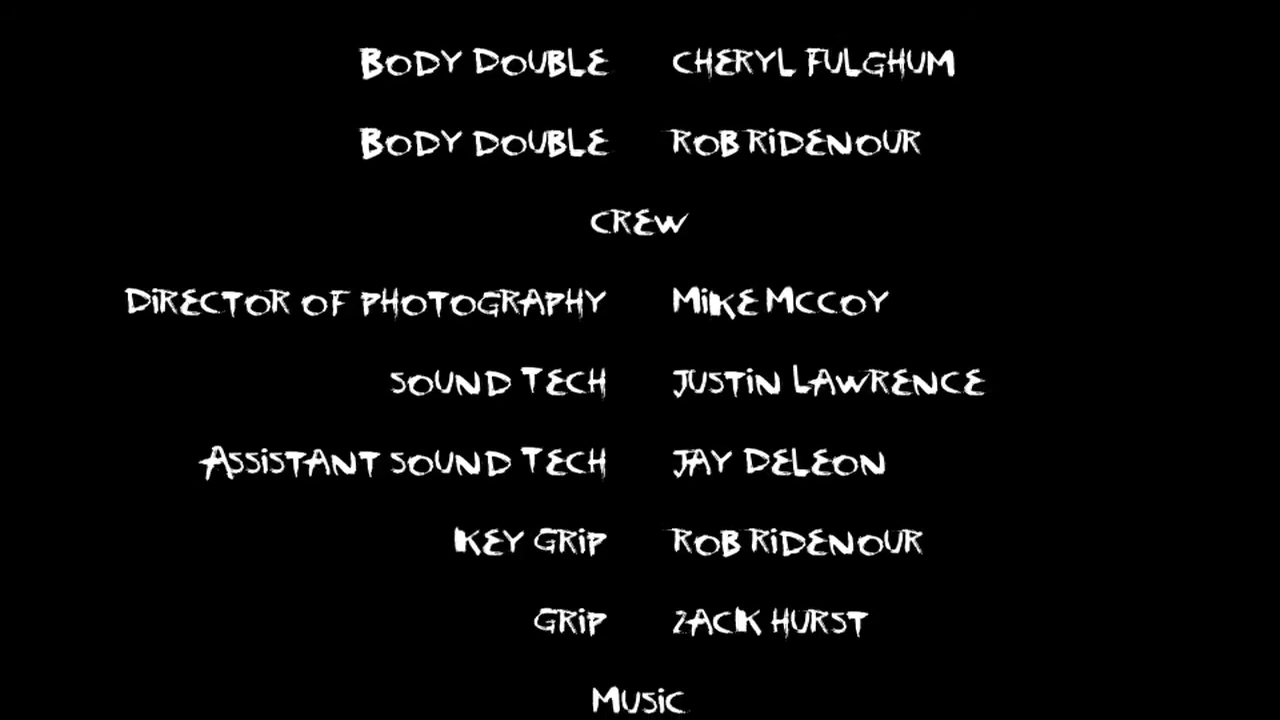 Body Double Cheryl Fulghum
Body Double Rob Ridenour
Crew
Director of Photography Mike McCoy
Sound Tech Justin Lawrence
Assistant Sound Tech Jay DeLeon
Key Grip Rob Ridenour
Grip Zack Hurst
Music